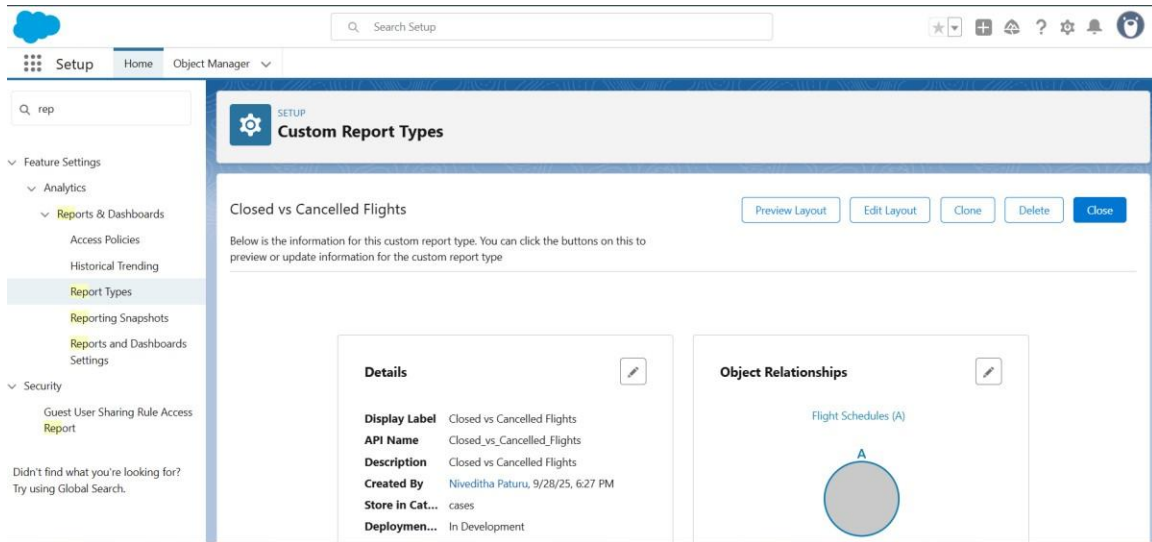 Search Setup
Setup
Home
Object Manager
rep
Feature Settings
Analytics
Reports & Dashboards
Access Policies
Historical Trending
Report Types
Reporting Snapshots
Reports and Dashboards
Settings
Security
Guest User Sharing Rule Access
Report
Didn't find what you're looking for?
Try using Global Search.
SETUP
Custom Report Types
Closed vs Cancelled Flights
Preview Layout
Edit Layout
Clone
Delete
Close
Below is the information for this custom report type. You can click the buttons on this to
preview or update information for the custom report type
Details
Display Label Closed vs Cancelled Flights
API Name Closed_vs_Cancelled_Flights
Description Closed vs Cancelled Flights
Created By Niveditha Paturu, 9/28/25, 6:27 PM
Store in Cat... cases
Deploymen... In Development
Object Relationships
Flight Schedules (A)
A